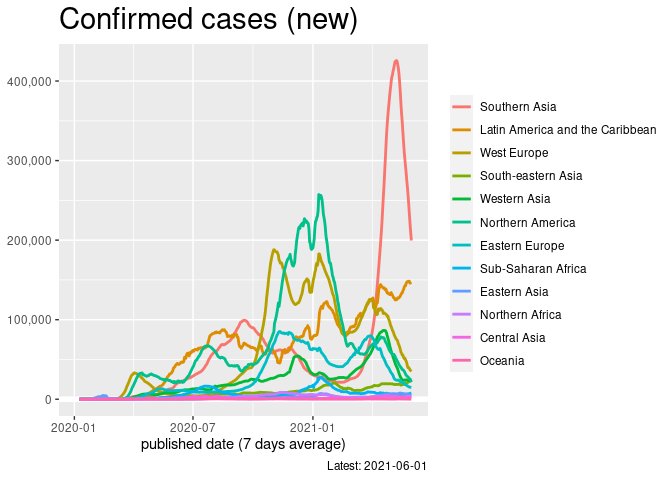 Confirmed cases (new)
400,000
300,000
200,000
100,000
0
2020-01
2020-07
2021-01
published date (7 days average)
Latest: 2021-06-01
Southern Asia
Latin America and the Caribbean
West Europe
South-eastern Asia
Western Asia
Northern America
Eastern Europe
Sub-Saharan Africa
Eastern Asia
Northern Africa
Central Asia
Oceania